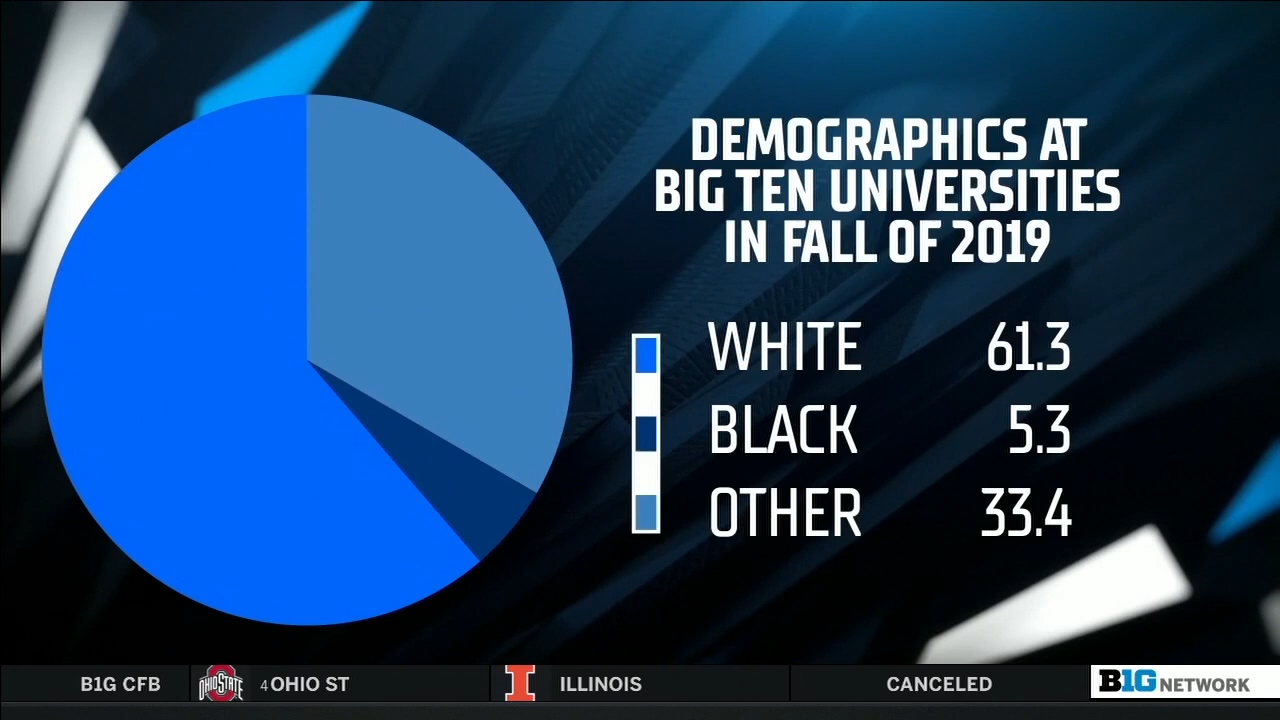 DEMOGRAPHICS AT
BIG TEN UNIVERSITIES
IN FALL OF 2019
WHITE 61.3
BLACK 5.3
OTHER 33.4
B1G CFB OHIO STATE 4 OHIO ST I ILLINOIS CANCELED B1G NETWORK